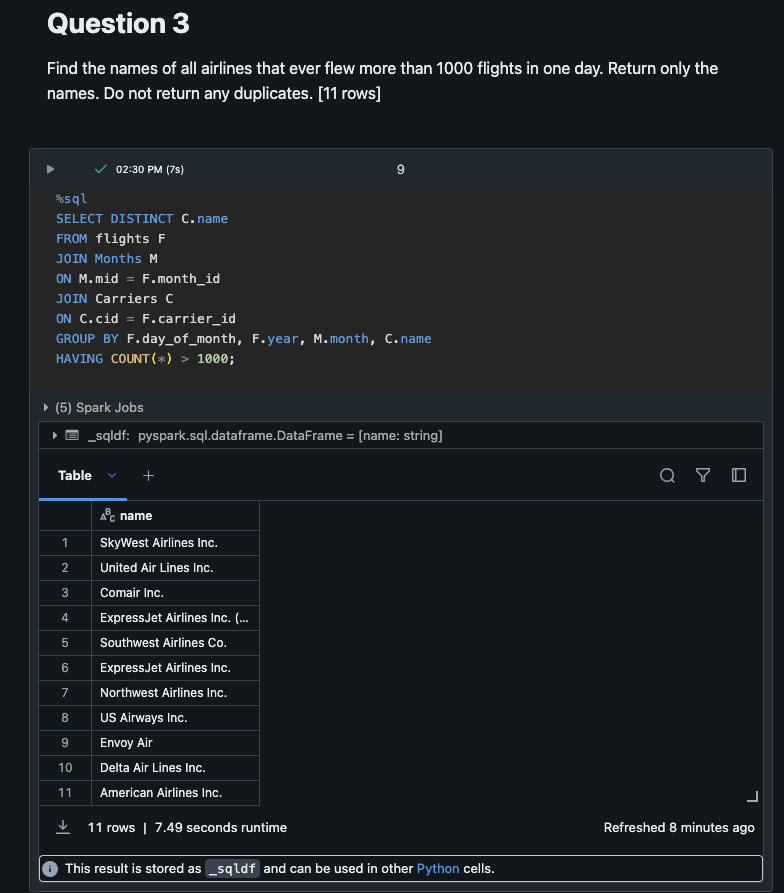 Question 3
Find the names of all airlines that ever flew more than 1000 flights in one day. Return only the
names. Do not return any duplicates. [11 rows]
02:30 PM (7s)
9
%sql
SELECT DISTINCT C.name
FROM flights F
JOIN Months M
ON M.mid = F.month_id
JOIN Carriers C
ON C.cid = F.carrier_id
GROUP BY F.day_of_month, F.year, M.month, C.name
HAVING COUNT(*) > 1000;
(5) Spark Jobs
_sqldf: pyspark.sql.dataframe.DataFrame = [name: string]
Table
+
ABC name
1 SkyWest Airlines Inc.
2 United Air Lines Inc.
3 Comair Inc.
4 ExpressJet Airlines Inc. (...
5 Southwest Airlines Co.
6 ExpressJet Airlines Inc.
7 Northwest Airlines Inc.
8 US Airways Inc.
9 Envoy Air
10 Delta Air Lines Inc.
11 American Airlines Inc.
11 rows | 7.49 seconds runtime
Refreshed 8 minutes ago
This result is stored as _sqldf and can be used in other Python cells.